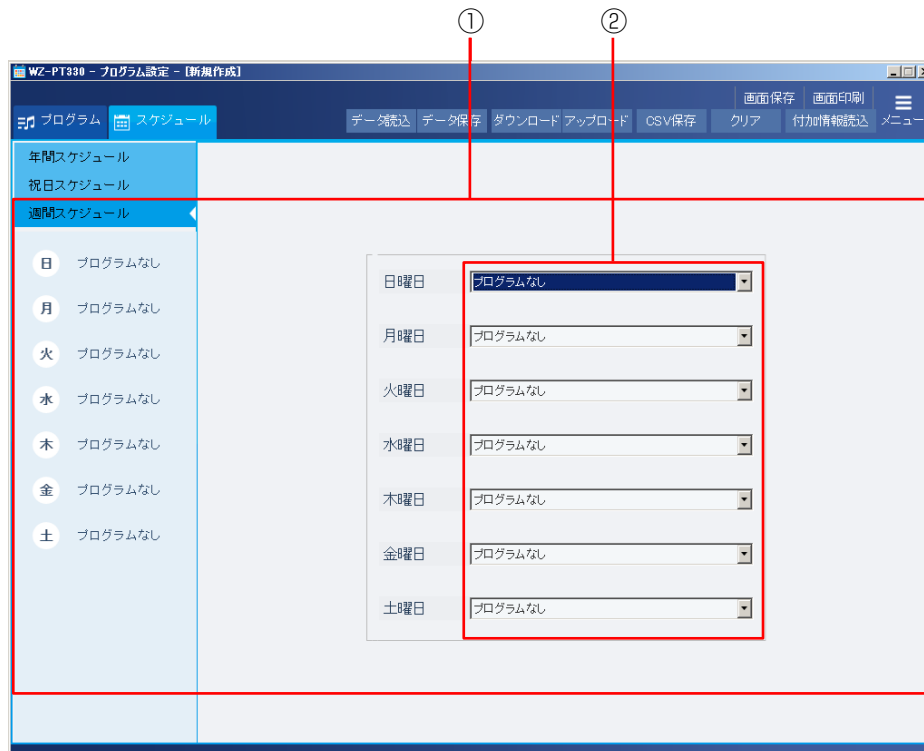 ① ②
WZ-PT330 - プログラム設定 - [新規作成]
画面保存 画面印刷
プログラム スケジュール データ読込 データ保存 ダウンロード アップロード CSV保存 クリア 付加情報読込 メニュー
年間スケジュール
祝日スケジュール
週間スケジュール
日 プログラムなし
月 プログラムなし
火 プログラムなし
水 プログラムなし
木 プログラムなし
金 プログラムなし
土 プログラムなし
日曜日 プログラムなし
月曜日 プログラムなし
火曜日 プログラムなし
水曜日 プログラムなし
木曜日 プログラムなし
金曜日 プログラムなし
土曜日 プログラムなし